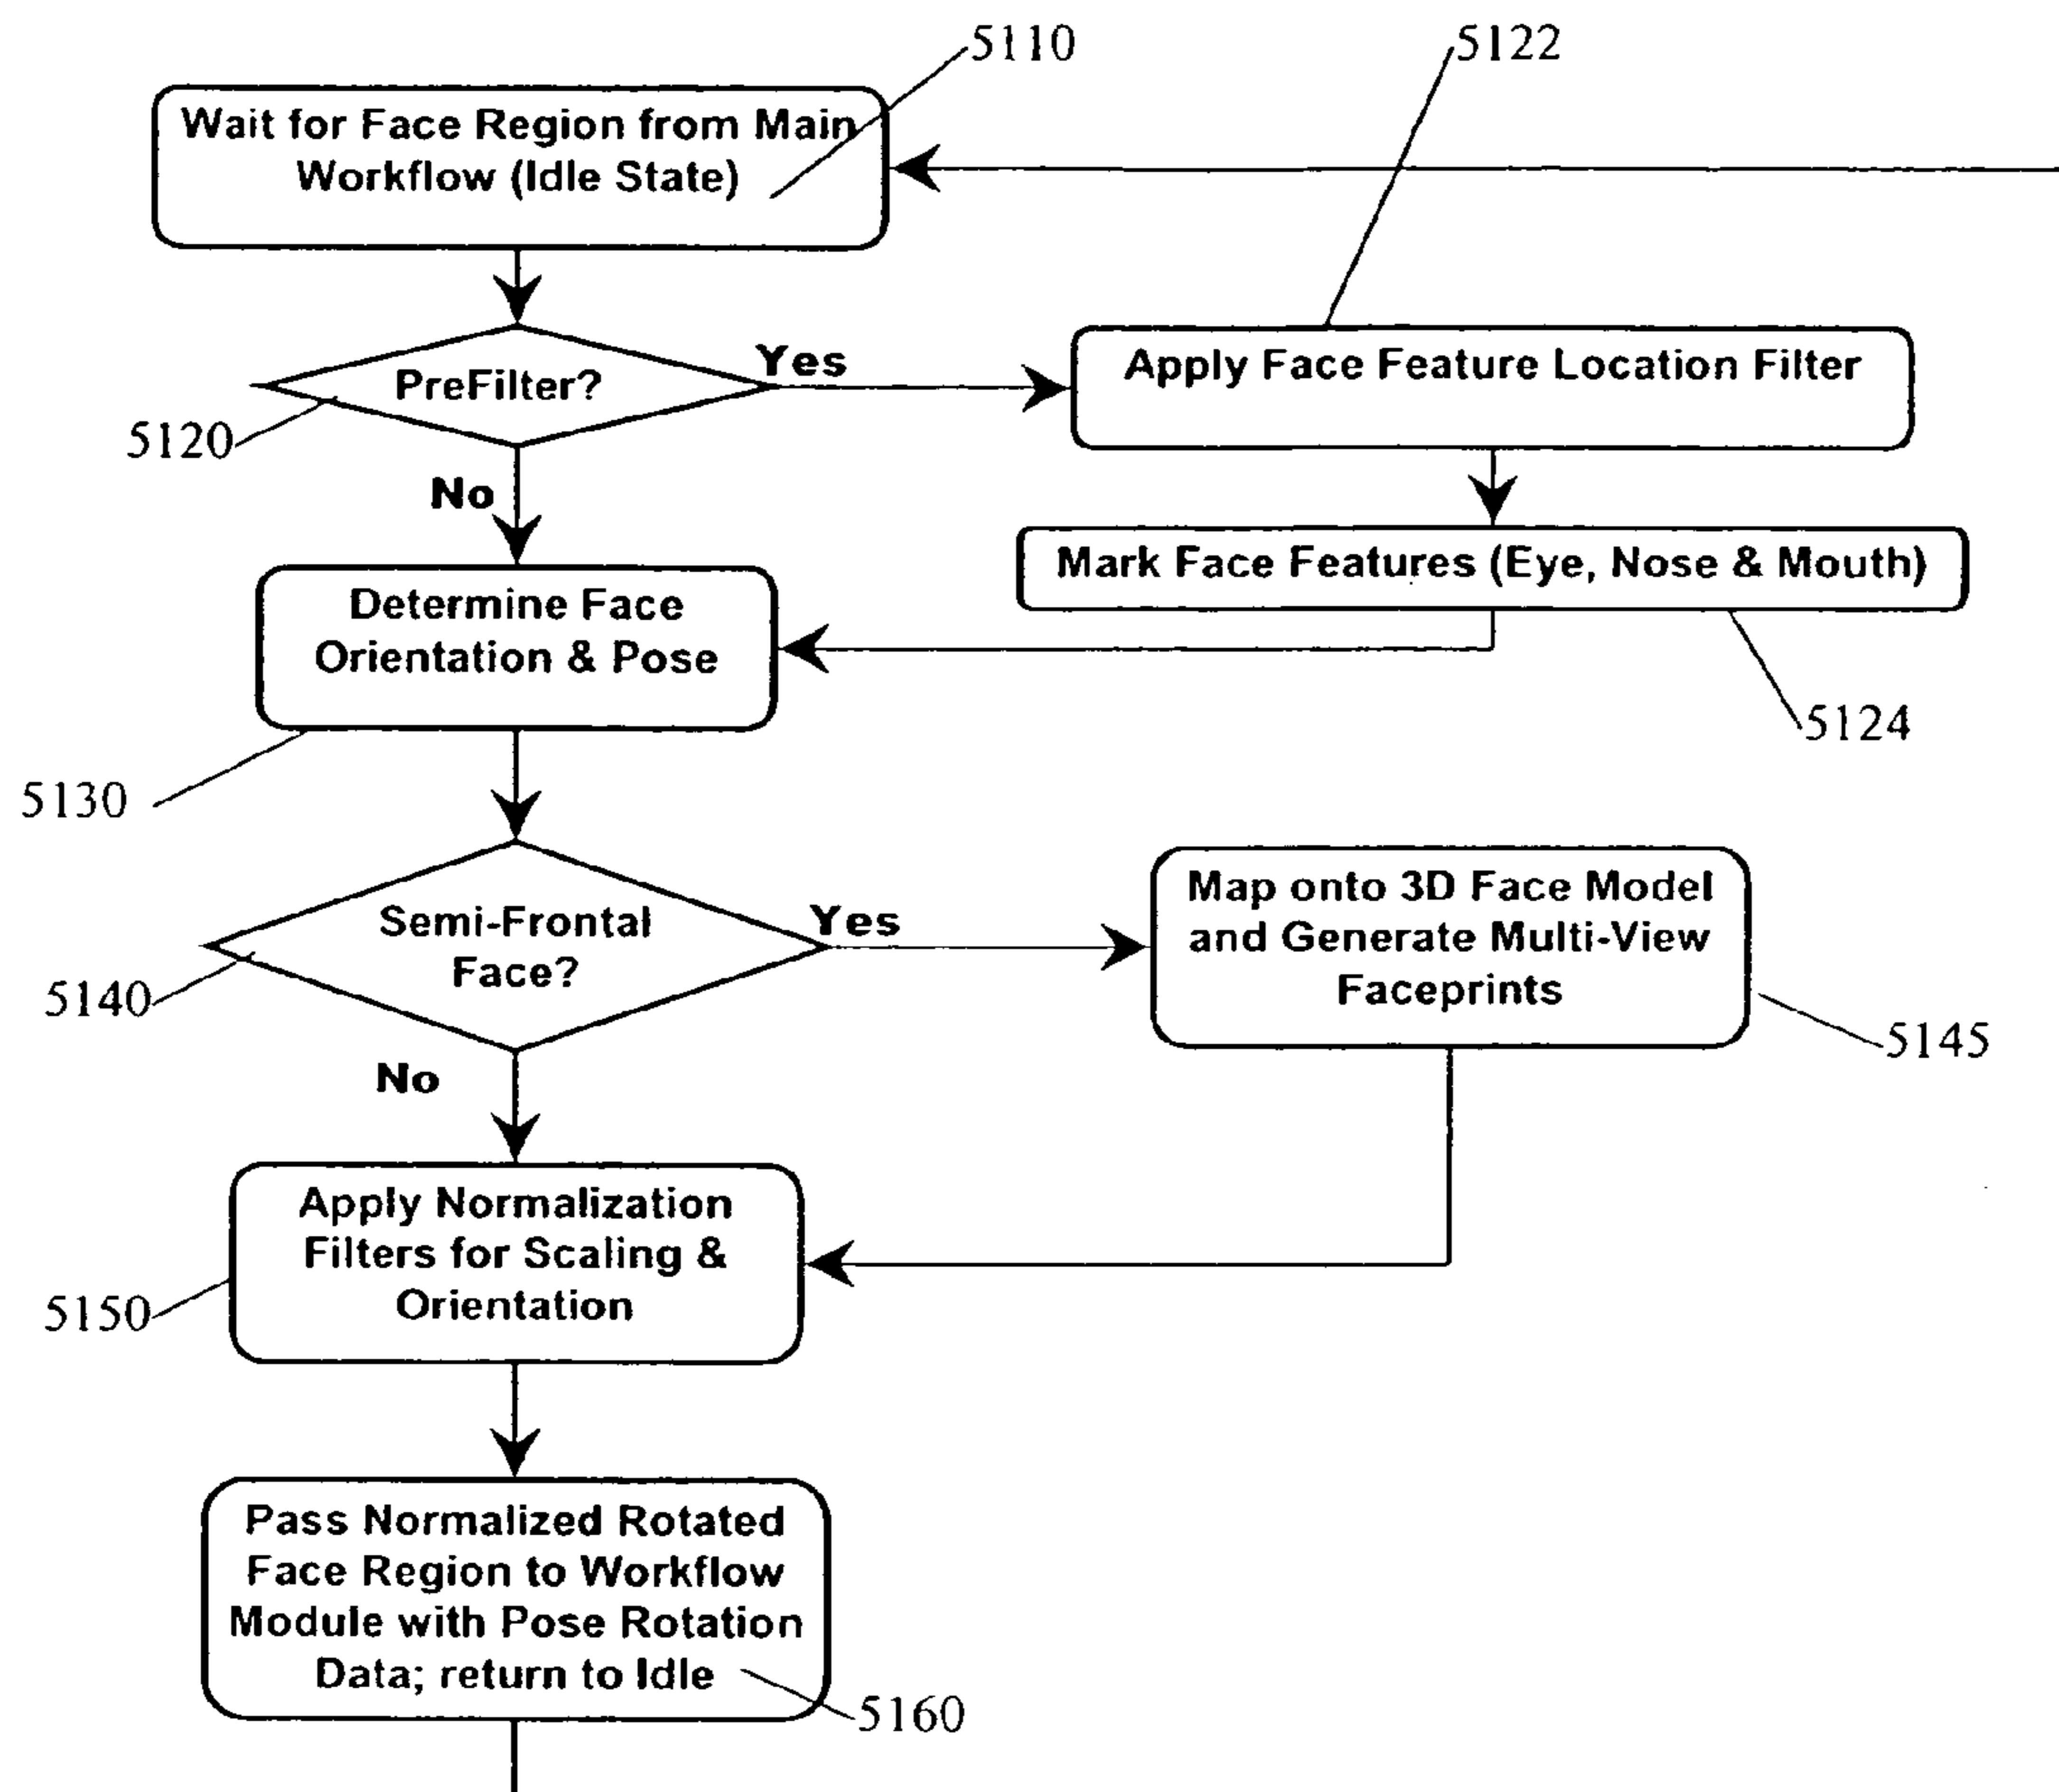 5110
5122
Wait for Face Region from Main
Workflow (Idle State)
Yes
PreFilter?
Apply Face Feature Location Filter
5120
No
Mark Face Features (Eye, Nose & Mouth)
Determine Face
Orientation & Pose
5124
5130
Map onto 3D Face Model
and Generate Multi-View
Faceprints
Semi-Frontal
Face?
Yes
5140
5145
No
Apply Normalization
Filters for Scaling &
Orientation
5150
Pass Normalized Rotated
Face Region to Workflow
Module with Pose Rotation
Data; return to Idle
5160